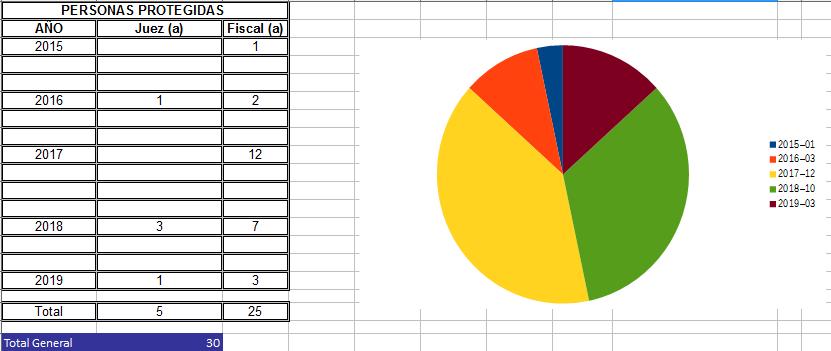 PERSONAS PROTEGIDAS
AÑO Juez (a) Fiscal (a)
2015 1
2016 1 2
2017 12
2018 3 7
2019 1 3
Total 5 25
Total General 30
2015–01
2016–03
2017–12
2018–10
2019–03